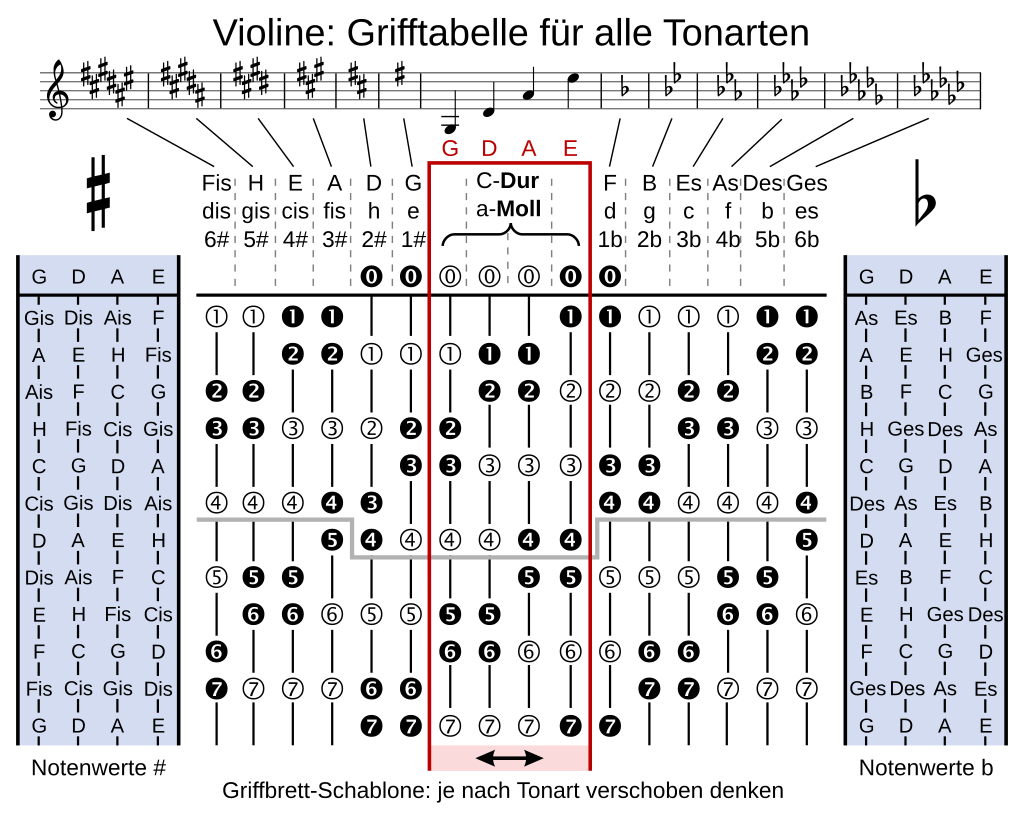 Violine: Grifftabelle für alle Tonarten
G D A E
Fis H E A D G C-Dur F B Es As Des Ges
dis gis cis fis h e a-Moll d g c f b es
6# 5# 4# 3# 2# 1# 1b 2b 3b 4b 5b 6b
G D A E 0 0 0 0 0 0 0 G D A E
Gis Dis Ais F 1 1 1 1 1 1 1 1 1 1 1 As Es B F
A E H Fis 2 2 1 1 1 1 1 2 2 A E H Ges
Ais F C G 2 2 2 2 2 2 2 2 2 B F C G
H Fis Cis Gis 3 3 3 3 2 2 2 3 3 3 3 H Ges Des As
C G D A 3 3 3 3 3 3 3 C G D A
Cis Gis Dis Ais 4 4 4 4 3 4 4 4 4 4 4 Des As Es B
D A E H 5 4 4 4 4 4 4 5 D A E H
Dis Ais F C 5 5 5 5 5 5 5 5 5 5 Es B F C
E H Fis Cis 6 6 6 5 5 5 5 6 6 6 E H Ges Des
F C G D 6 6 6 6 6 6 6 6 F C G D
Fis Cis Gis Dis 7 7 7 7 6 6 7 7 7 7 7 Ges Des As Es
G D A E 7 7 7 7 7 7 7 G D A E
Notenwerte # Notenwerte b
Griffbrett-Schablone: je nach Tonart verschoben denken